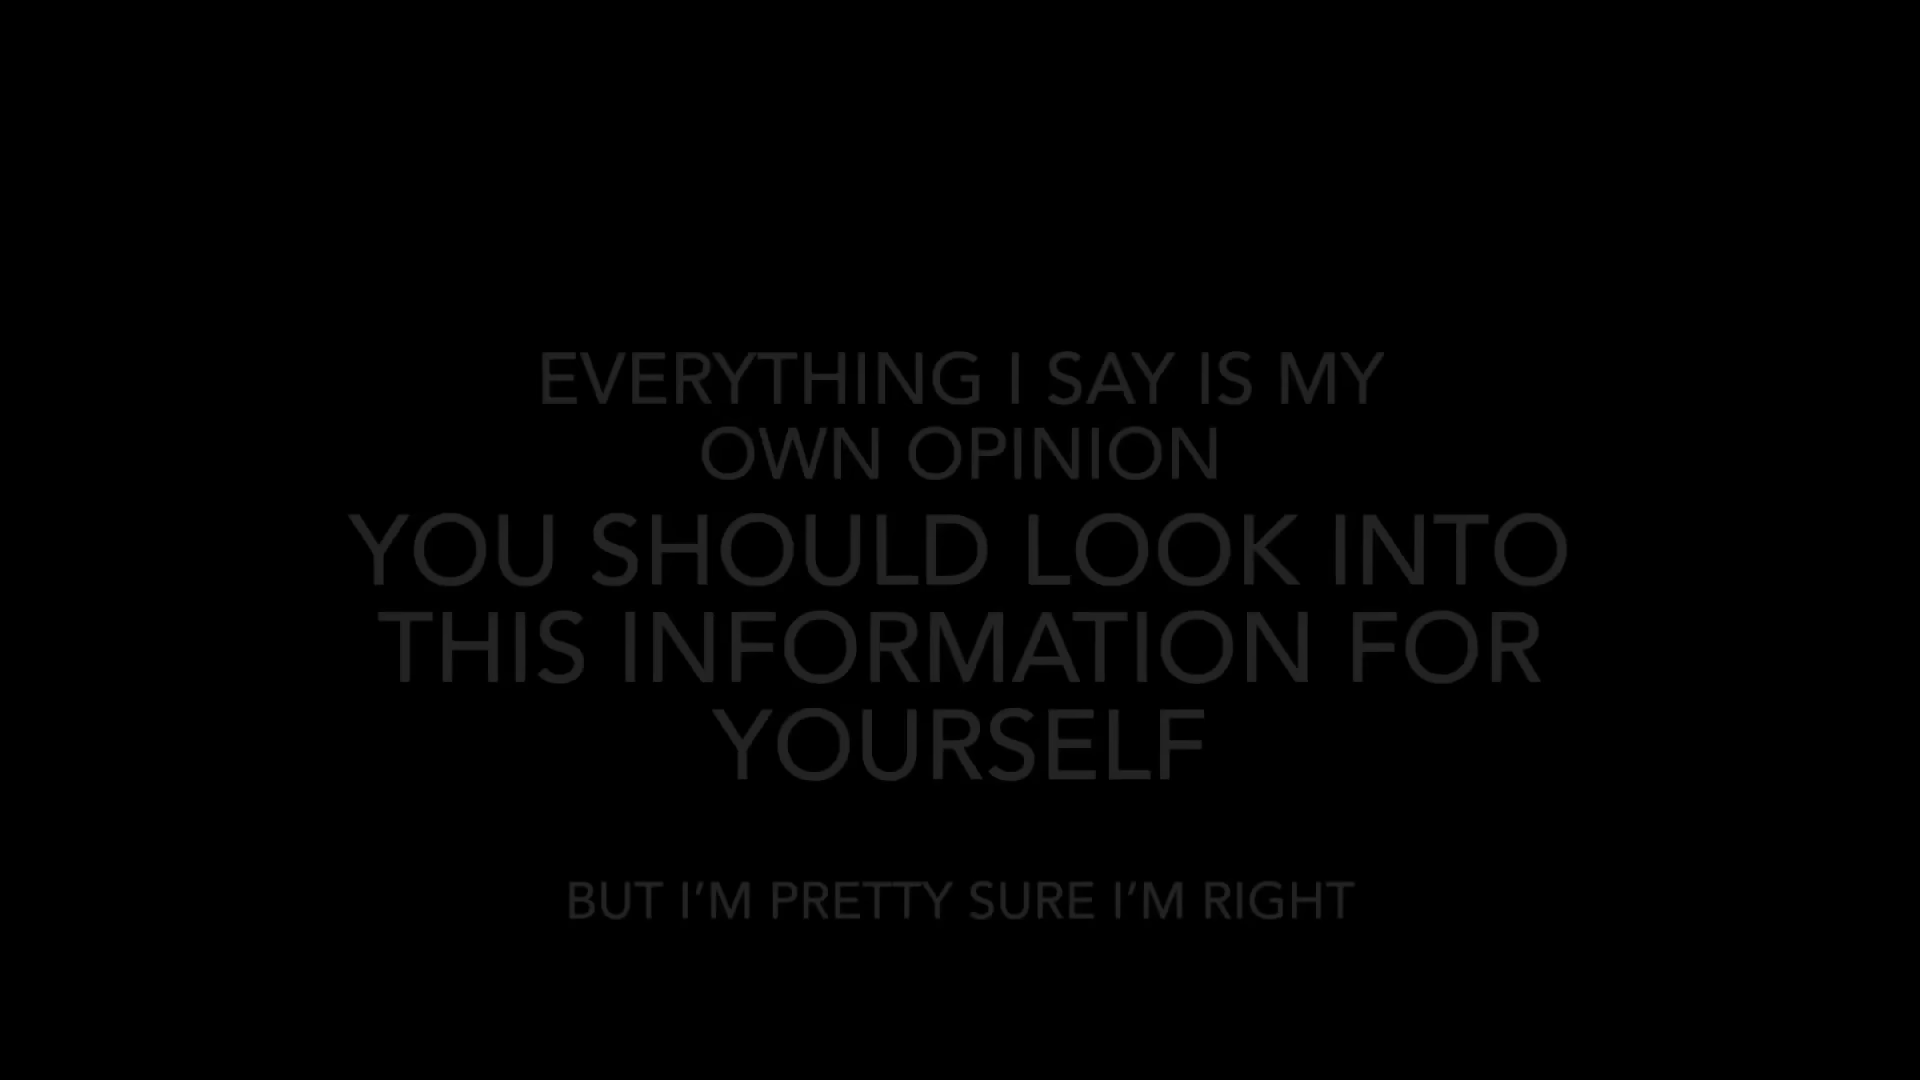 EVERYTHING I SAY IS MY
OWN OPINION
YOU SHOULD LOOK INTO
THIS INFORMATION FOR
YOURSELF
BUT I’M PRETTY SURE I’M RIGHT